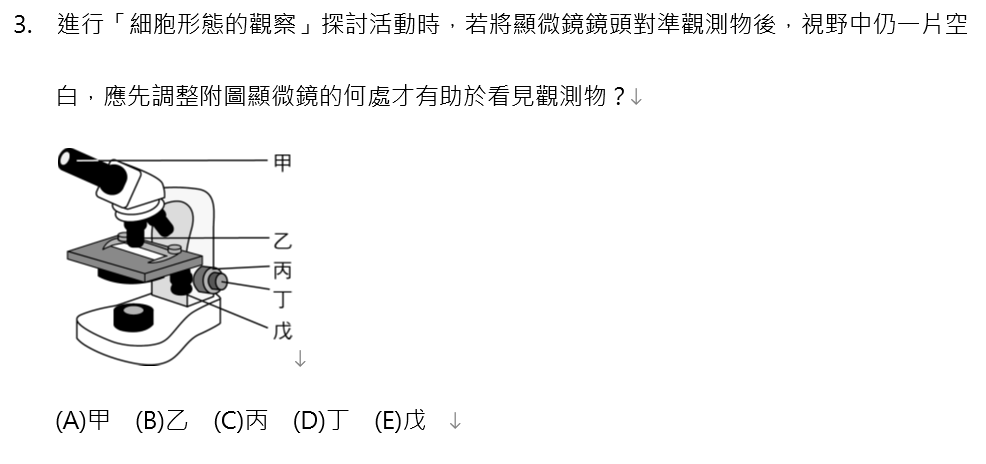 3. 進行「細胞形態的觀察」探討活動時，若將顯微鏡鏡頭對準觀測物後，視野中仍一片空
白，應先調整附圖顯微鏡的何處才有助於看見觀測物？↓
甲
乙
丙
丁
戊
↓
(A)甲 (B)乙 (C)丙 (D)丁 (E)戊 ↓